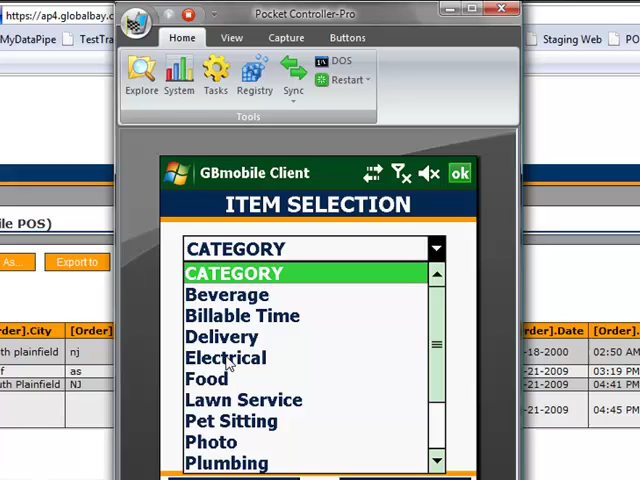 https://ap4.globalbay.c
Pocket Controller-Pro
MyDataPipe
TestTra
Staging Web
PO
Home
View
Capture
Buttons
Explore
System
Tasks
Registry
Sync
DOS
Restart
Tools
GBmobile Client
ok
ITEM SELECTION
ile POS)
As...
Export to
CATEGORY
CATEGORY
Beverage
Billable Time
Delivery
Electrical
Food
Lawn Service
Pet Sitting
Photo
Plumbing
der].City
[Order]
der].Date
[Order].
th plainfield
nj
-18-2000
02:50 AM
f
as
-21-2009
03:19 PM
uth Plainfield
NJ
-21-2009
04:41 PM
-21-2009
04:45 PM